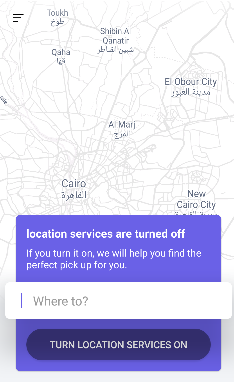 Toukh
طوخ
Shibin Al
Qanater
شبين القناطر
Qaha
قها
El Obour City
مدينة العبور
Al Marj
المرج
Cairo
القاهرة
New
Cairo City
location services are turned off
If you turn it on, we will help you find the
perfect pick up for you.
Where to?
TURN LOCATION SERVICES ON